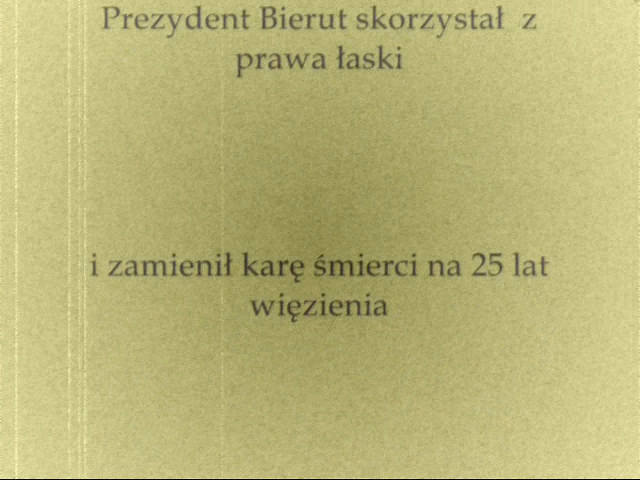 Prezydent Bierut skorzystał z
prawa łaski
i zamienił karę śmierci na 25 lat
więzienia